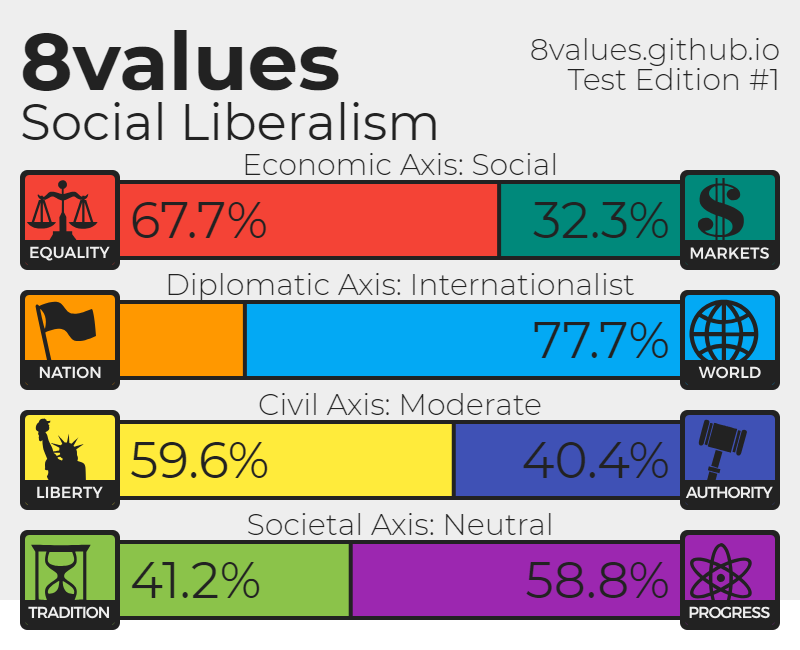 8values
8values.github.io
Test Edition #1
Social Liberalism
Economic Axis: Social
EQUALITY
67.7%
32.3%
MARKETS
Diplomatic Axis: Internationalist
NATION
77.7%
WORLD
Civil Axis: Moderate
LIBERTY
59.6%
40.4%
AUTHORITY
Societal Axis: Neutral
TRADITION
41.2%
58.8%
PROGRESS